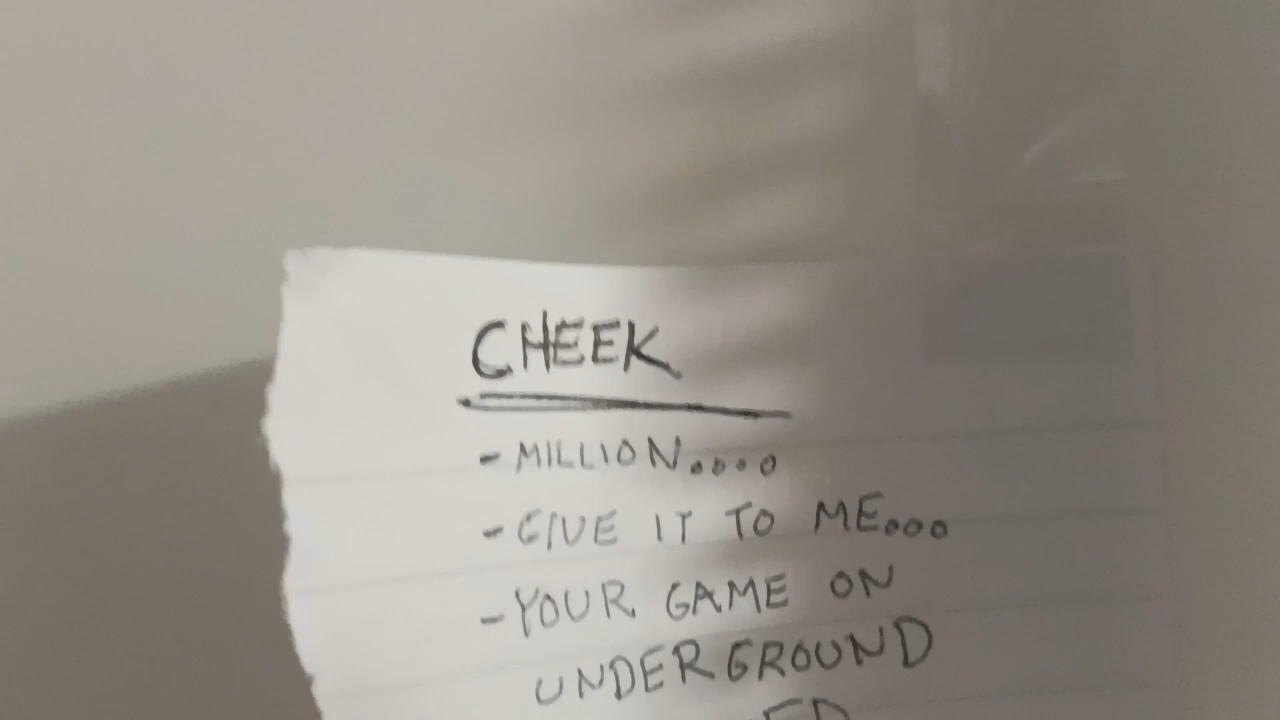 CHEEK
- MILLION....
- GIVE IT TO ME...
- YOUR GAME ON
UNDERGROUND